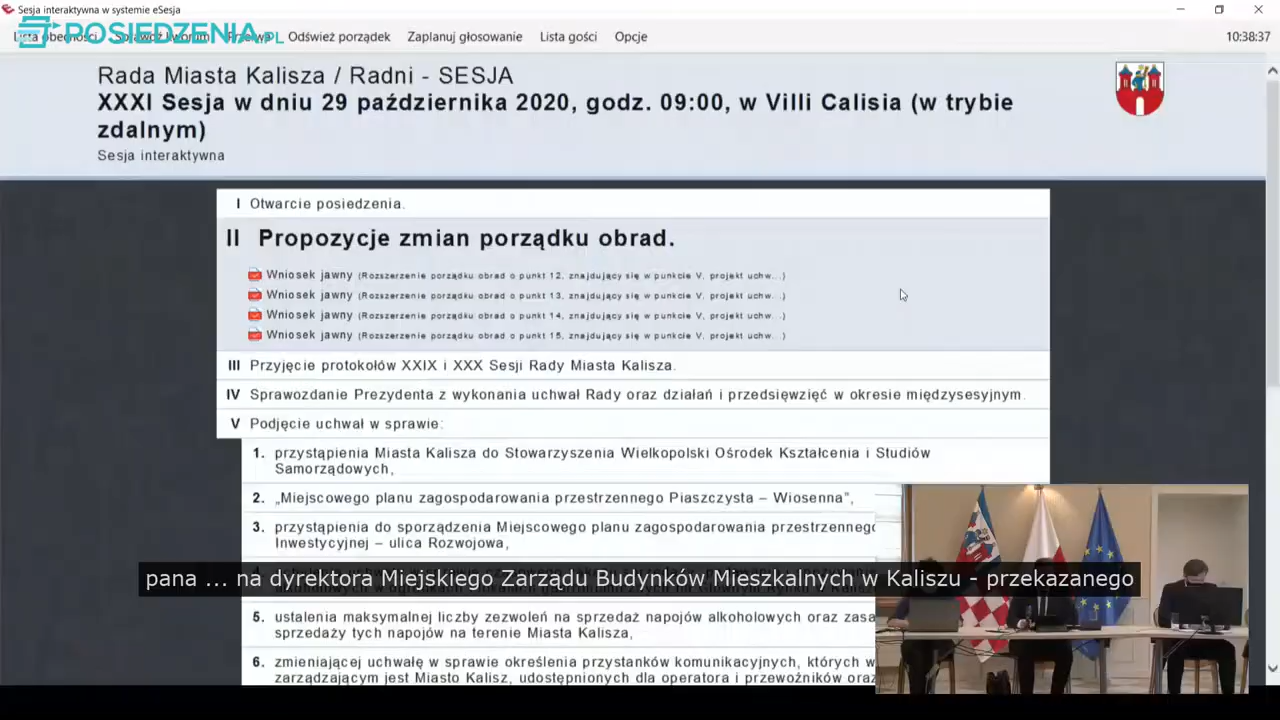 Sesja interaktywna w systemie eSesja
POSIEDZENIA.PL
Lista obecności Sprawdź kworum Przerwa Odśwież porządek Zaplanuj głosowanie Lista gości Opcje 10:38:37
Rada Miasta Kalisza / Radni - SESJA
XXXI Sesja w dniu 29 października 2020, godz. 09:00, w Villi Calisia (w trybie
zdalnym)
Sesja interaktywna
I Otwarcie posiedzenia.
II Propozycje zmian porządku obrad.
Wniosek jawny (Rozszerzenie porządku obrad o punkt 12, znajdujący się w punkcie V, projekt uchw...)
Wniosek jawny (Rozszerzenie porządku obrad o punkt 13, znajdujący się w punkcie V, projekt uchw...)
Wniosek jawny (Rozszerzenie porządku obrad o punkt 14, znajdujący się w punkcie V, projekt uchw...)
Wniosek jawny (Rozszerzenie porządku obrad o punkt 15, znajdujący się w punkcie V, projekt uchw...)
III Przyjęcie protokołów XXIX i XXX Sesji Rady Miasta Kalisza.
IV Sprawozdanie Prezydenta z wykonania uchwał Rady oraz działań i przedsięwzięć w okresie międzysesyjnym.
V Podjęcie uchwał w sprawie:
1. przystąpienia Miasta Kalisza do Stowarzyszenia Wielkopolski Ośrodek Kształcenia i Studiów
Samorządowych,
2. „Miejscowego planu zagospodarowania przestrzennego Piaszczysta – Wiosenna”,
3. przystąpienia do sporządzenia Miejscowego planu zagospodarowania przestrzennego
Inwestycyjnej – ulica Rozwojowa,
pana ... na dyrektora Miejskiego Zarządu Budynków Mieszkalnych w Kaliszu - przekazanego
5. ustalenia maksymalnej liczby zezwoleń na sprzedaż napojów alkoholowych oraz zasa
sprzedaży tych napojów na terenie Miasta Kalisza,
6. zmieniającej uchwałę w sprawie określenia przystanków komunikacyjnych, których w
zarządzającym jest Miasto Kalisz, udostępnionych dla operatora i przewoźników oraz